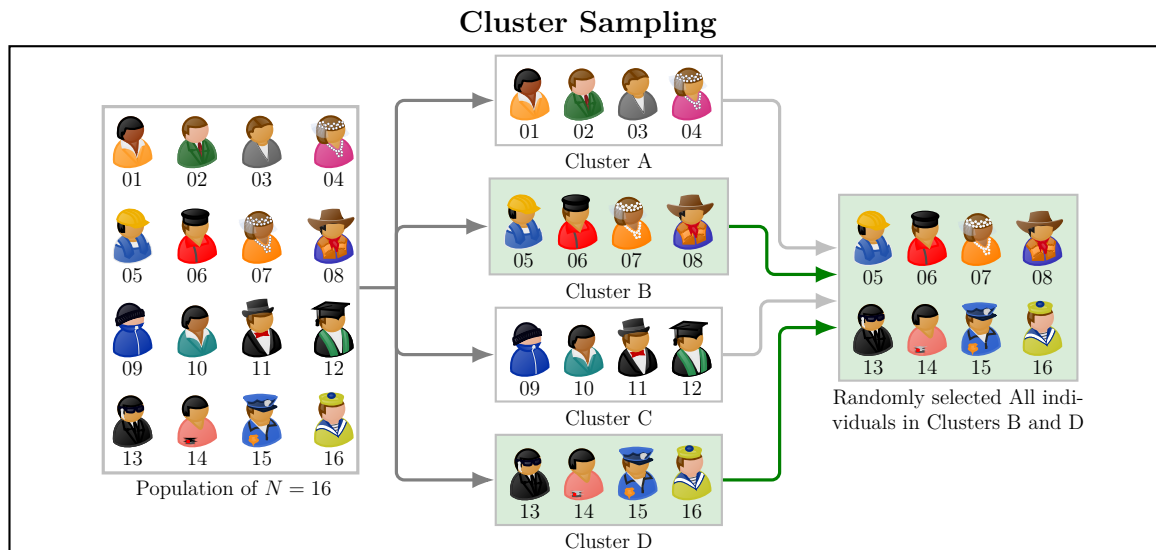 Cluster Sampling
01 02 03 04
05 06 07 08
09 10 11 12
13 14 15 16
Population of N = 16
01 02 03 04
Cluster A
05 06 07 08
Cluster B
09 10 11 12
Cluster C
13 14 15 16
Cluster D
05 06 07 08
13 14 15 16
Randomly selected All indi-
viduals in Clusters B and D